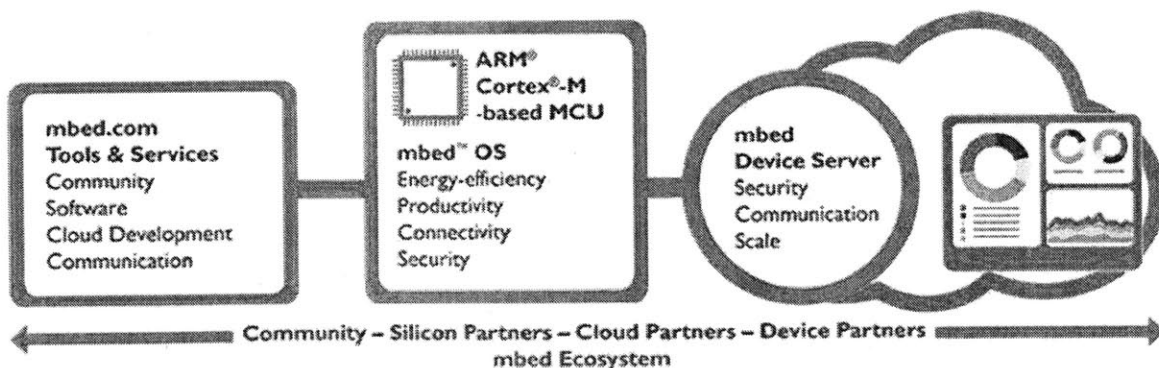 mbed.com
Tools & Services
Community
Software
Cloud Development
Communication
ARM®
Cortex®-M
-based MCU
mbed™ OS
Energy-efficiency
Productivity
Connectivity
Security
mbed
Device Server
Security
Communication
Scale
Community – Silicon Partners – Cloud Partners – Device Partners
mbed Ecosystem